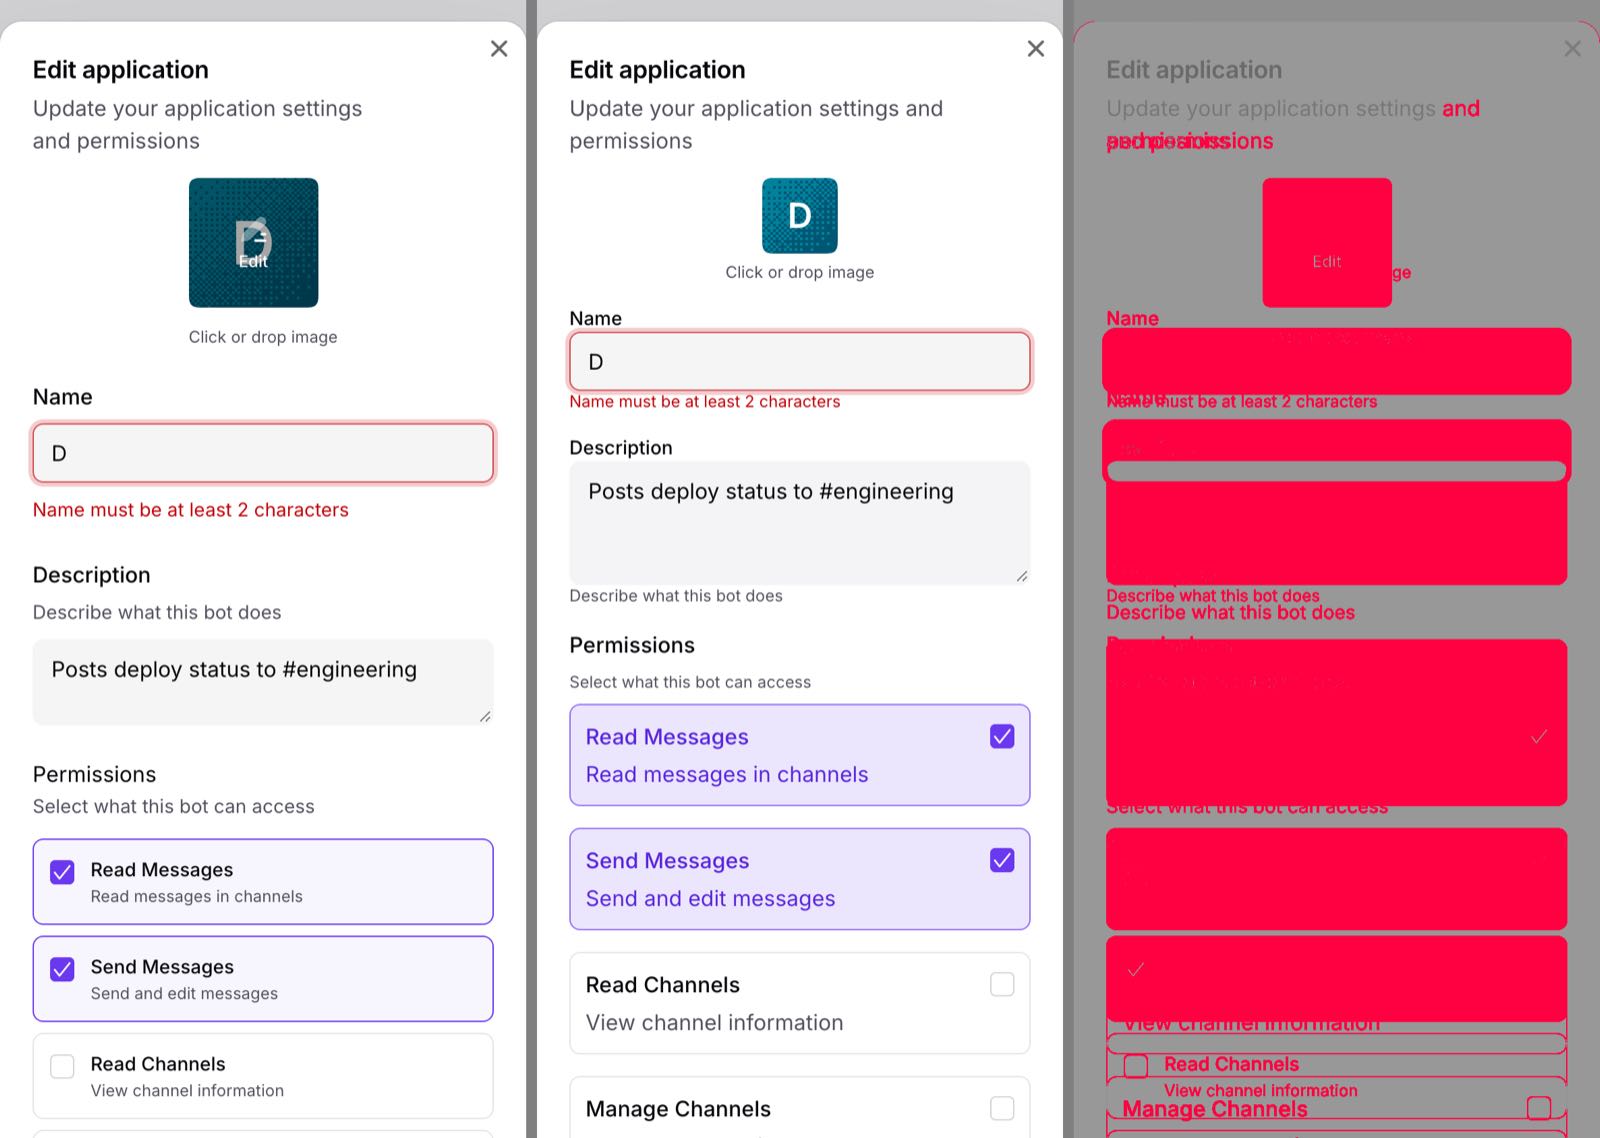 Edit application
Update your application settings
and permissions
D
Edit
Click or drop image
Name
D
Name must be at least 2 characters
Description
Describe what this bot does
Posts deploy status to #engineering
Permissions
Select what this bot can access
Read Messages
Read messages in channels
Send Messages
Send and edit messages
Read Channels
View channel information
Edit application
Update your application settings and
permissions
D
Click or drop image
Name
D
Name must be at least 2 characters
Description
Posts deploy status to #engineering
Describe what this bot does
Permissions
Select what this bot can access
Read Messages
Read messages in channels
Send Messages
Send and edit messages
Read Channels
View channel information
Manage Channels
Edit application
Update your application settings and
Edit
Name
Name must be at least 2 characters
Describe what this bot does
Describe what this bot does
Select what this bot can access
View channel information
Read Channels
View channel information
Manage Channels